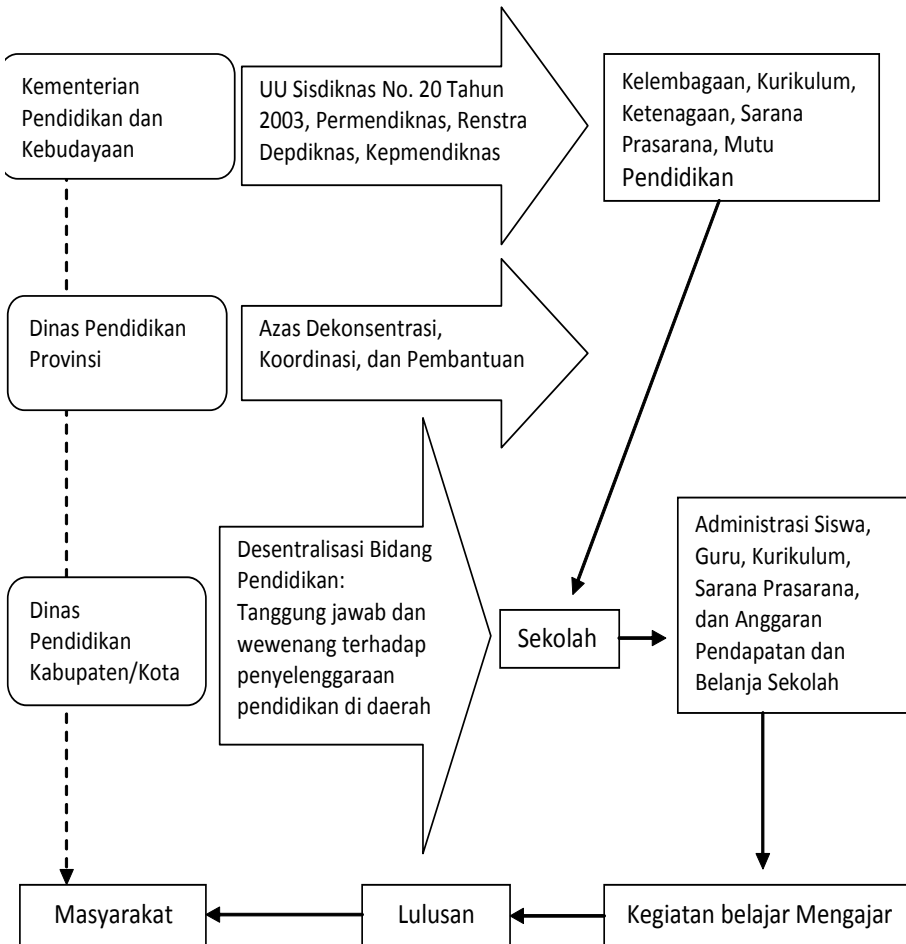 Kementerian
Pendidikan dan
Kebudayaan
UU Sisdiknas No. 20 Tahun
2003, Permendiknas, Renstra
Depdiknas, Kepmendiknas
Kelembagaan, Kurikulum,
Ketenagaan, Sarana
Prasarana, Mutu
Pendidikan
Dinas Pendidikan
Provinsi
Azas Dekonsentrasi,
Koordinasi, dan Pembantuan
Dinas
Pendidikan
Kabupaten/Kota
Desentralisasi Bidang
Pendidikan:
Tanggung jawab dan
wewenang terhadap
penyelenggaraan
pendidikan di daerah
Sekolah
Administrasi Siswa,
Guru, Kurikulum,
Sarana Prasarana,
dan Anggaran
Pendapatan dan
Belanja Sekolah
Masyarakat
Lulusan
Kegiatan belajar Mengajar